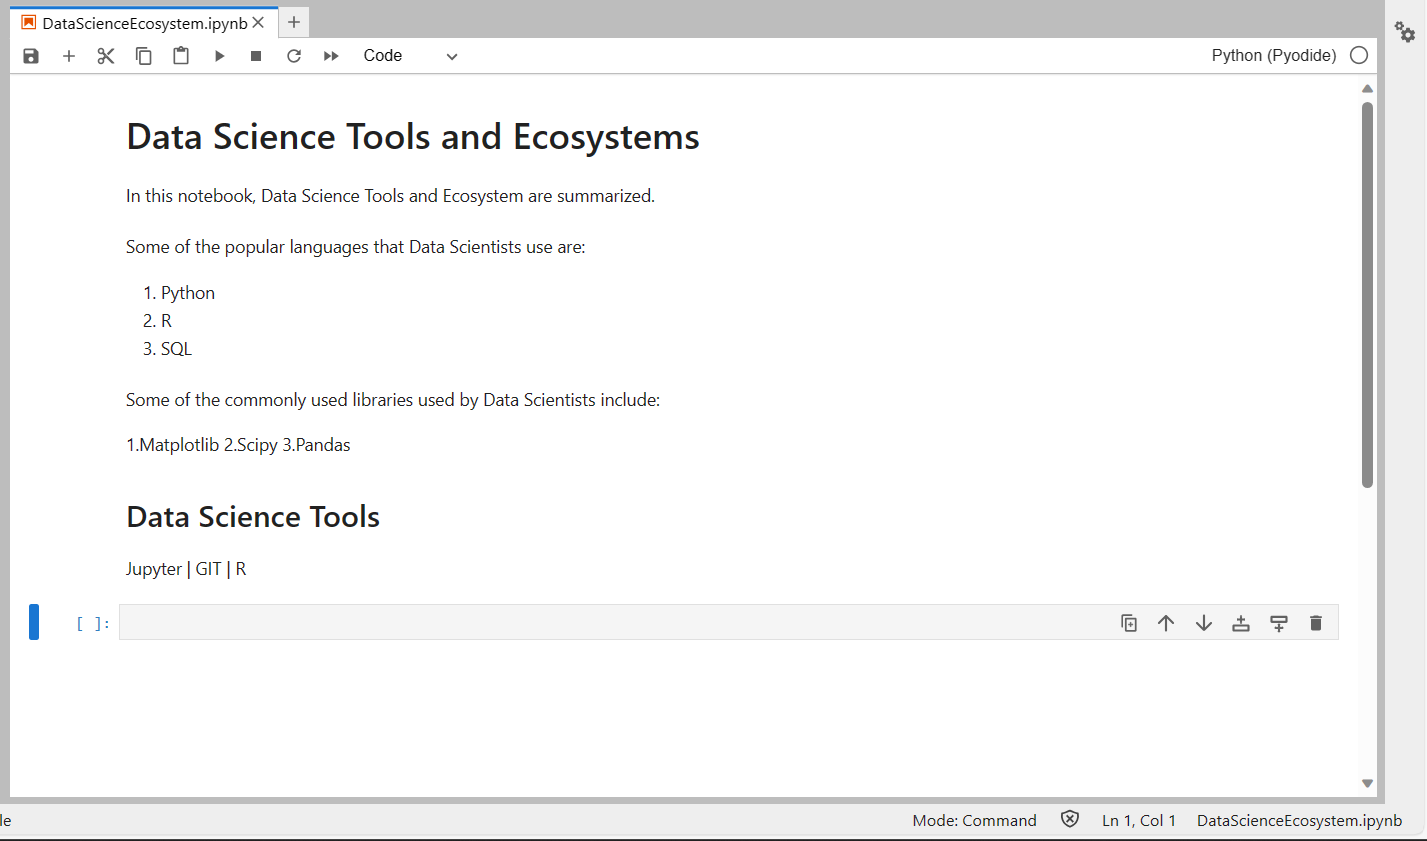 DataScienceEcosystem.ipynb
Code
Python (Pyodide)
Data Science Tools and Ecosystems
In this notebook, Data Science Tools and Ecosystem are summarized.
Some of the popular languages that Data Scientists use are:
1. Python
2. R
3. SQL
Some of the commonly used libraries used by Data Scientists include:
1.Matplotlib 2.Scipy 3.Pandas
Data Science Tools
Jupyter | GIT | R
[ ]:
le
Mode: Command
Ln 1, Col 1
DataScienceEcosystem.ipynb